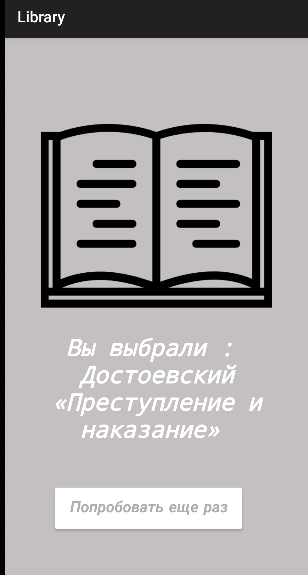 Library
Вы выбрали :
Достоевский
«Преступление и
наказание»
Попробовать еще раз